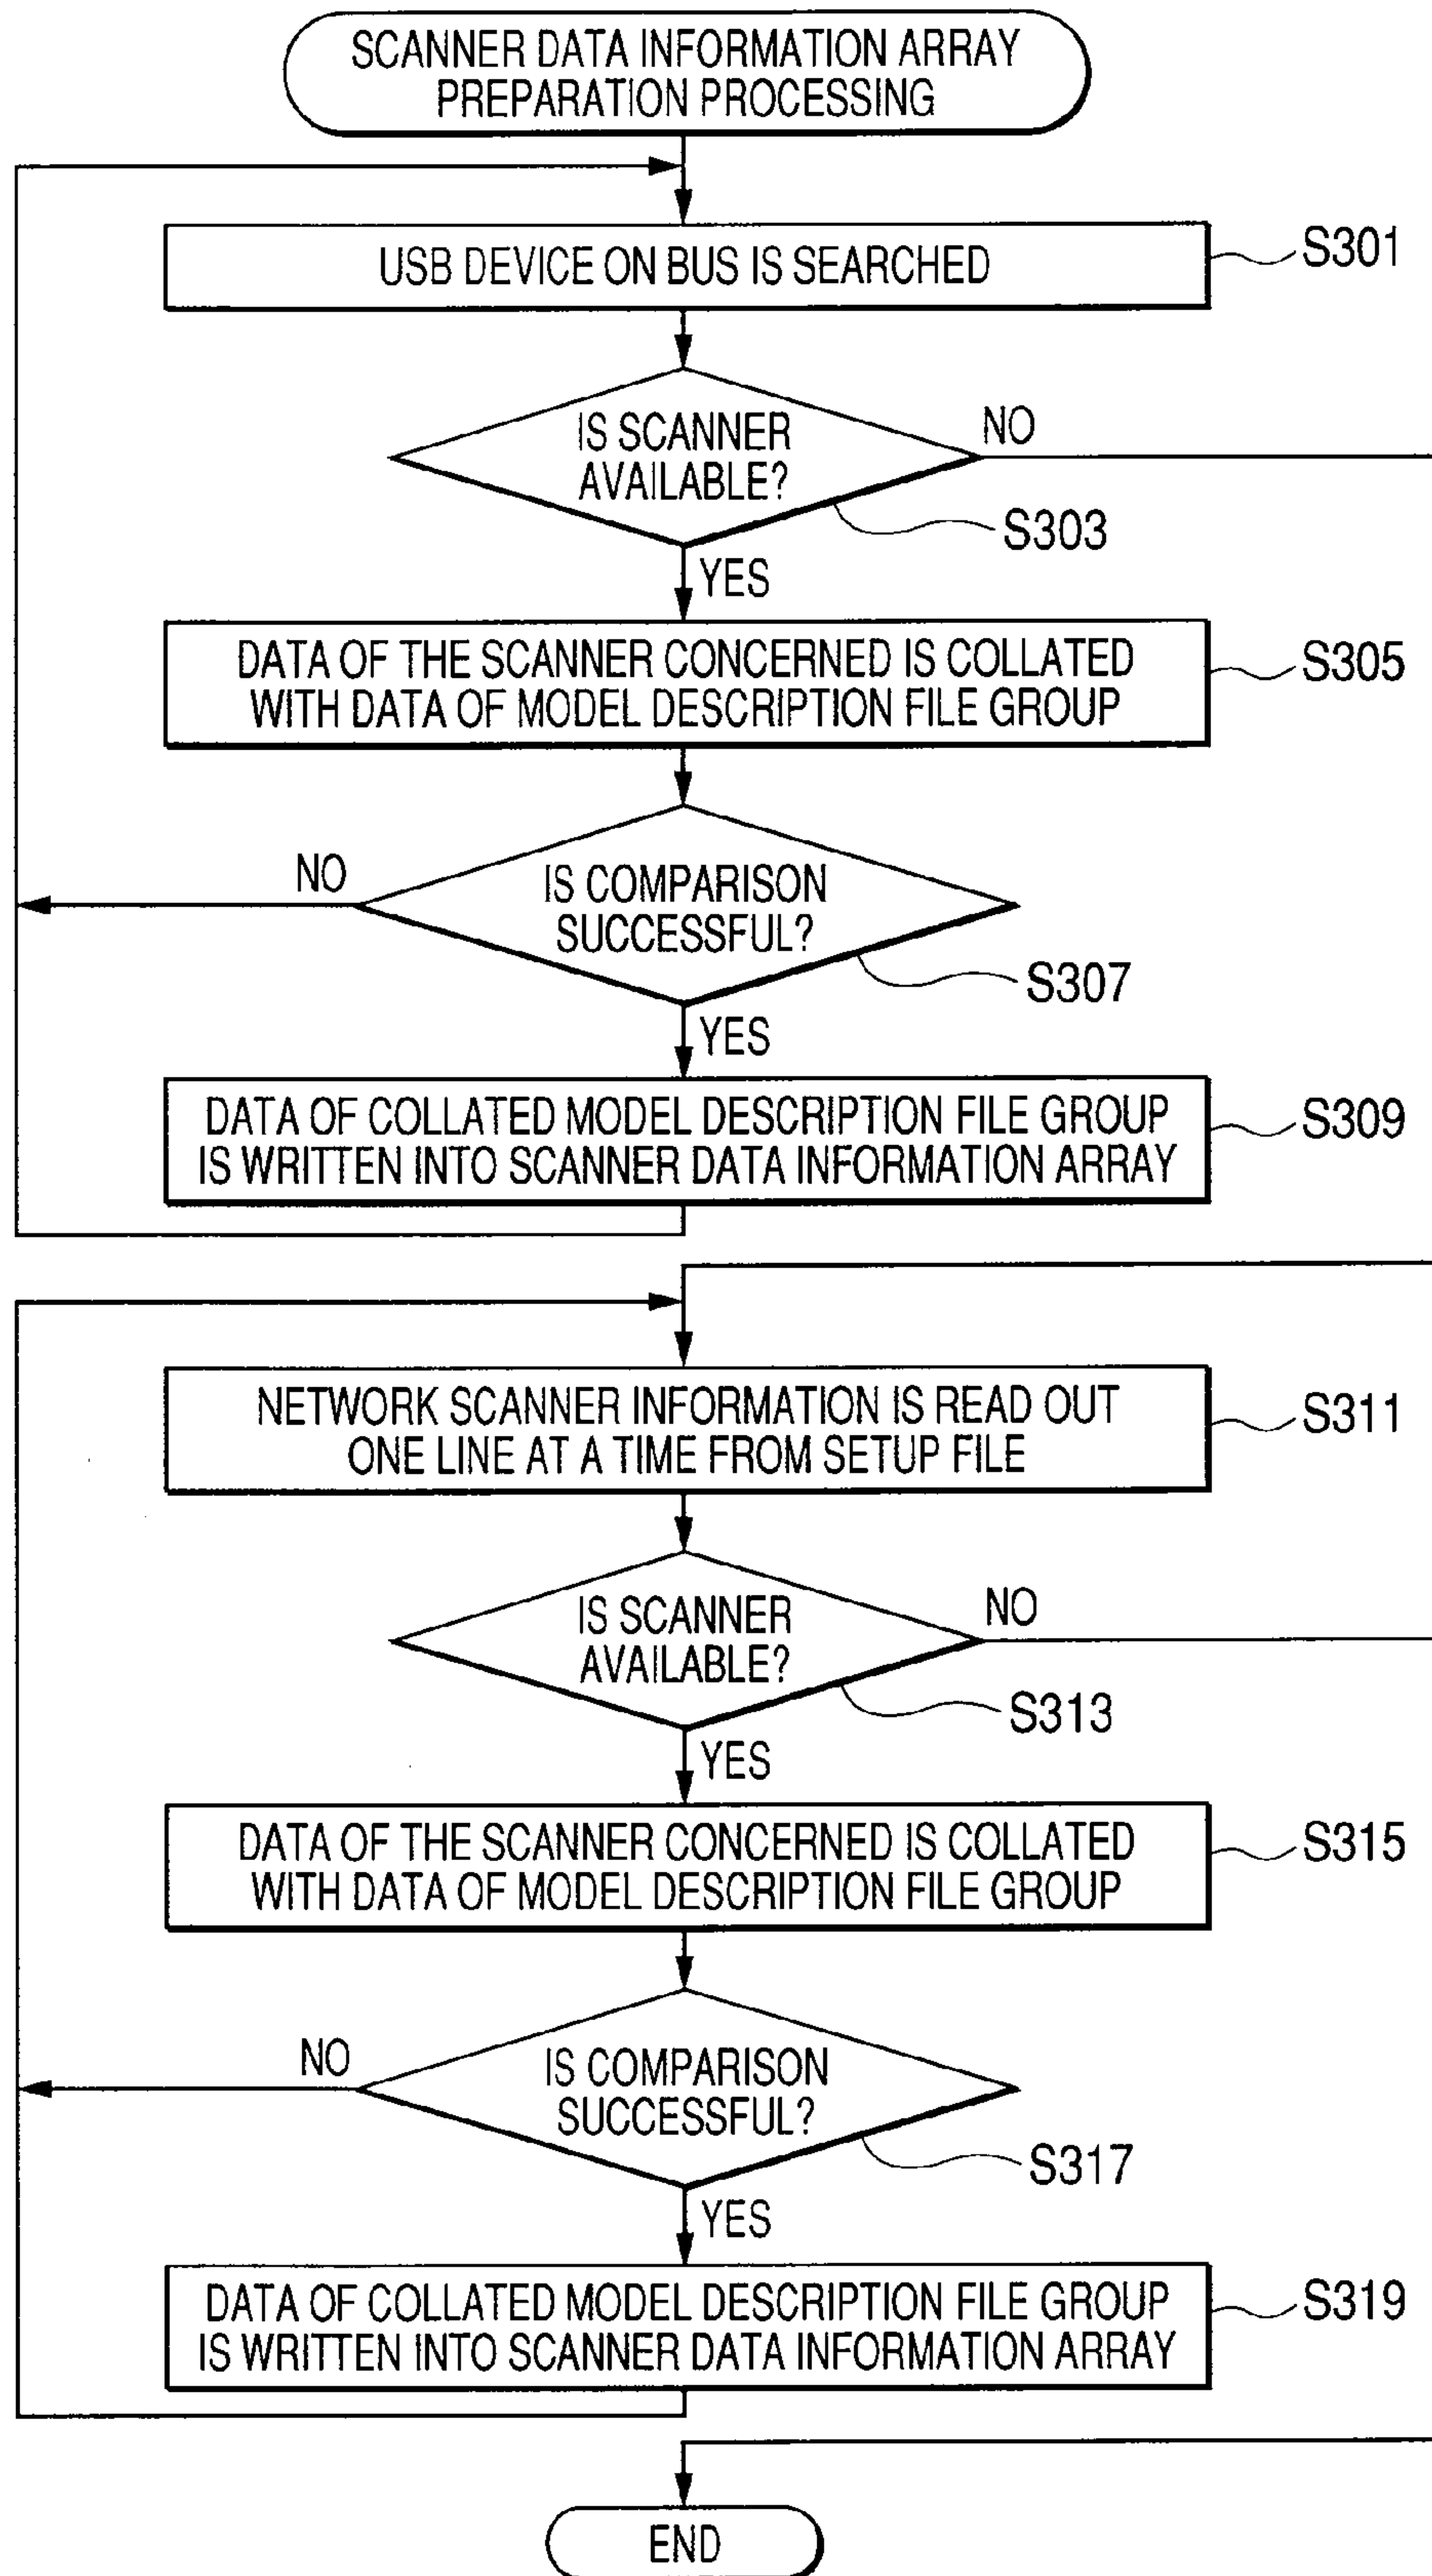 SCANNER DATA INFORMATION ARRAY
PREPARATION PROCESSING
USB DEVICE ON BUS IS SEARCHED
S301
IS SCANNER
AVAILABLE?
NO
S303
YES
DATA OF THE SCANNER CONCERNED IS COLLATED
WITH DATA OF MODEL DESCRIPTION FILE GROUP
S305
NO
IS COMPARISON
SUCCESSFUL?
S307
YES
DATA OF COLLATED MODEL DESCRIPTION FILE GROUP
IS WRITTEN INTO SCANNER DATA INFORMATION ARRAY
S309
NETWORK SCANNER INFORMATION IS READ OUT
ONE LINE AT A TIME FROM SETUP FILE
S311
IS SCANNER
AVAILABLE?
NO
S313
YES
DATA OF THE SCANNER CONCERNED IS COLLATED
WITH DATA OF MODEL DESCRIPTION FILE GROUP
S315
NO
IS COMPARISON
SUCCESSFUL?
S317
YES
DATA OF COLLATED MODEL DESCRIPTION FILE GROUP
IS WRITTEN INTO SCANNER DATA INFORMATION ARRAY
S319
END